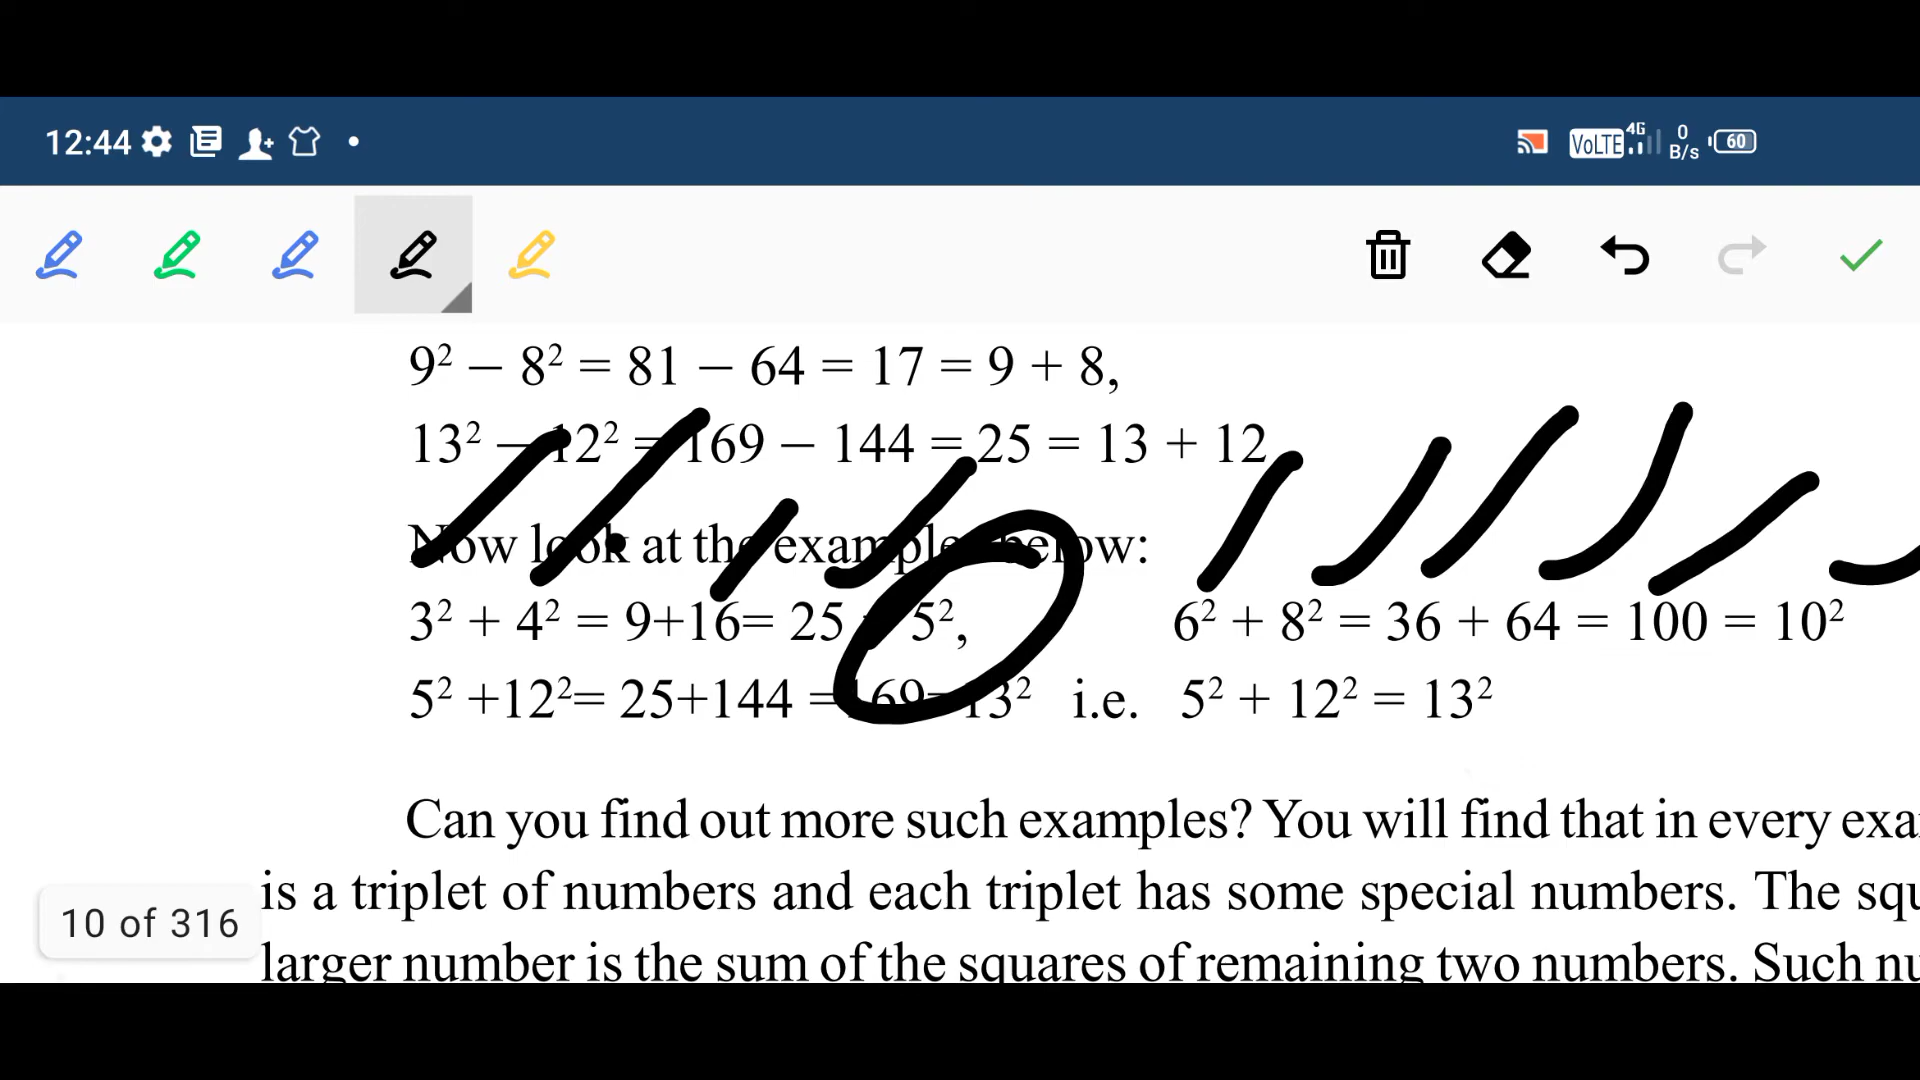 12:44
VoLTE 4G 0 B/s 60
9² – 8² = 81 – 64 = 17 = 9 + 8,
13² – 12² = 169 – 144 = 25 = 13 + 12
Now look at the examples below:
3² + 4² = 9+16= 25 = 5², 6² + 8² = 36 + 64 = 100 = 10²
5² +12²= 25+144 =169=13² i.e. 5² + 12² = 13²
Can you find out more such examples? You will find that in every exa
is a triplet of numbers and each triplet has some special numbers. The squ
10 of 316
larger number is the sum of the squares of remaining two numbers. Such nu